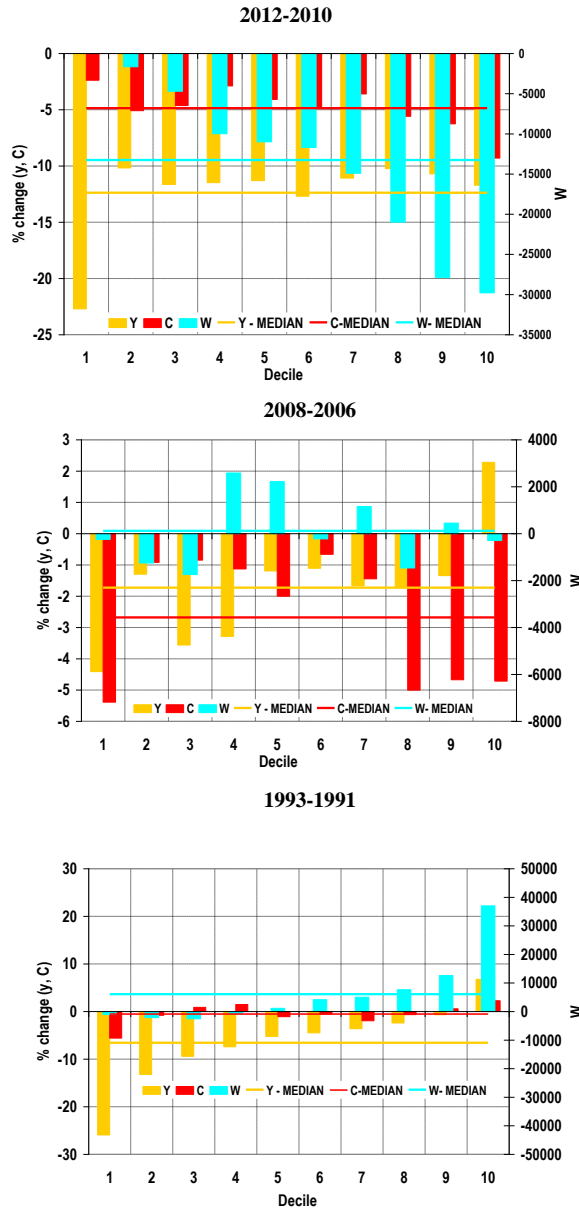 2012-2010
0 0
-5 -5000
-10 -10000
-15 -15000
-20 -20000
-25 -25000
-30000
-35000
% change (y, C)
W
Y C W Y - MEDIAN C-MEDIAN W- MEDIAN
1 2 3 4 5 6 7 8 9 10
Decile
2008-2006
3 4000
2 2000
1 0
0 -2000
-1 -4000
-2 -6000
-3 -8000
-4
-5
-6
% change (y, C)
W
Y C W Y - MEDIAN C-MEDIAN W- MEDIAN
1 2 3 4 5 6 7 8 9 10
Decile
1993-1991
30 50000
20 40000
10 30000
0 20000
-10 10000
-20 0
-30 -10000
-20000
-30000
-40000
-50000
% change (y, C)
W
Y C W Y - MEDIAN C-MEDIAN W- MEDIAN
1 2 3 4 5 6 7 8 9 10
Decile